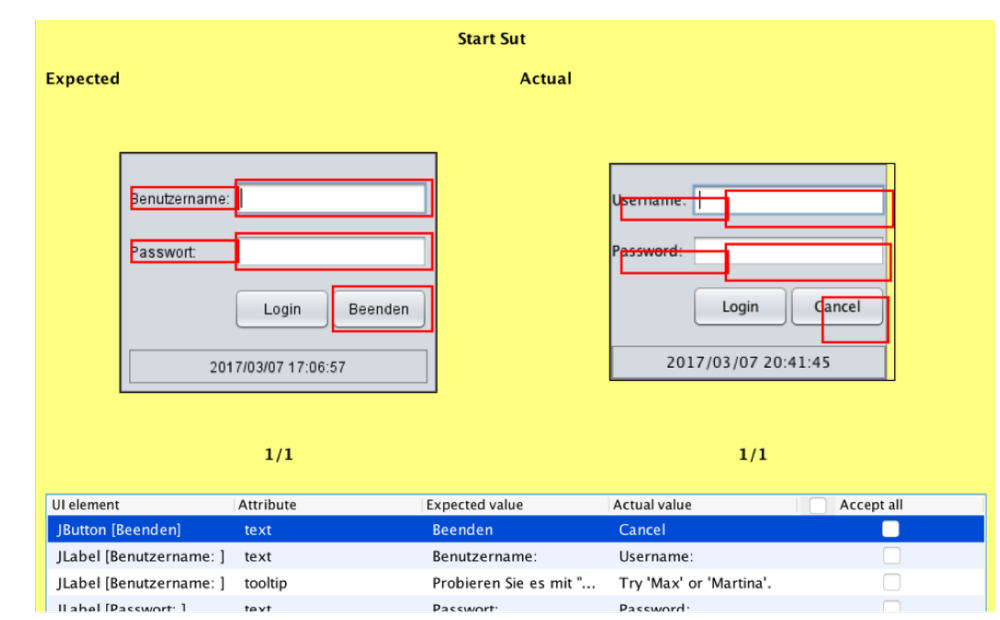 Start Sut
Expected Actual
Benutzername:
Passwort:
Login Beenden
2017/03/07 17:06:57
Username:
Password:
Login Cancel
2017/03/07 20:41:45
1/1 1/1
UI element Attribute Expected value Actual value Accept all
JButton [Beenden] text Beenden Cancel
JLabel [Benutzername: ] text Benutzername: Username:
JLabel [Benutzername: ] tooltip Probieren Sie es mit "... Try 'Max' or 'Martina'.
JLabel [Passwort: ] text Passwort: Password: